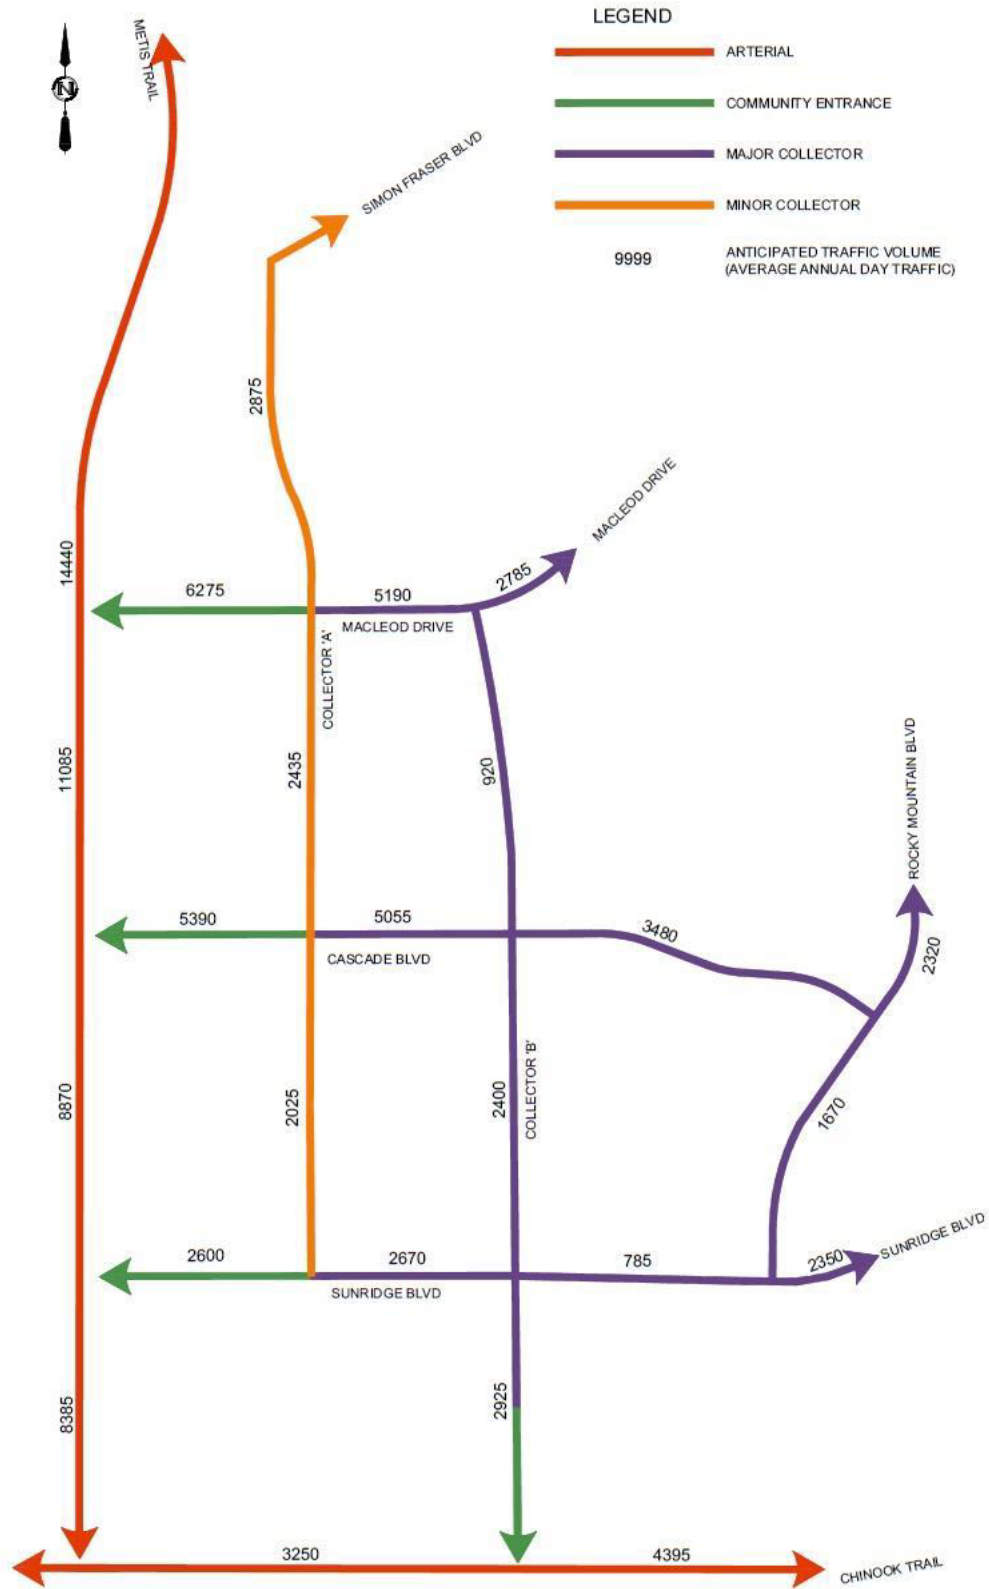 LEGEND
ARTERIAL
COMMUNITY ENTRANCE
MAJOR COLLECTOR
MINOR COLLECTOR
9999
ANTICIPATED TRAFFIC VOLUME
(AVERAGE ANNUAL DAY TRAFFIC)
N
METIS TRAIL
SIMON FRASER BLVD
2875
MACLEOD DRIVE
14440
6275
5190
2785
MACLEOD DRIVE
COLLECTOR 'A'
11085
2435
920
ROCKY MOUNTAIN BLVD
5390
5055
3480
2320
CASCADE BLVD
8870
2025
2400
COLLECTOR 'B'
1670
2600
2670
785
2350
SUNRIDGE BLVD
SUNRIDGE BLVD
8385
2925
3250
4395
CHINOOK TRAIL